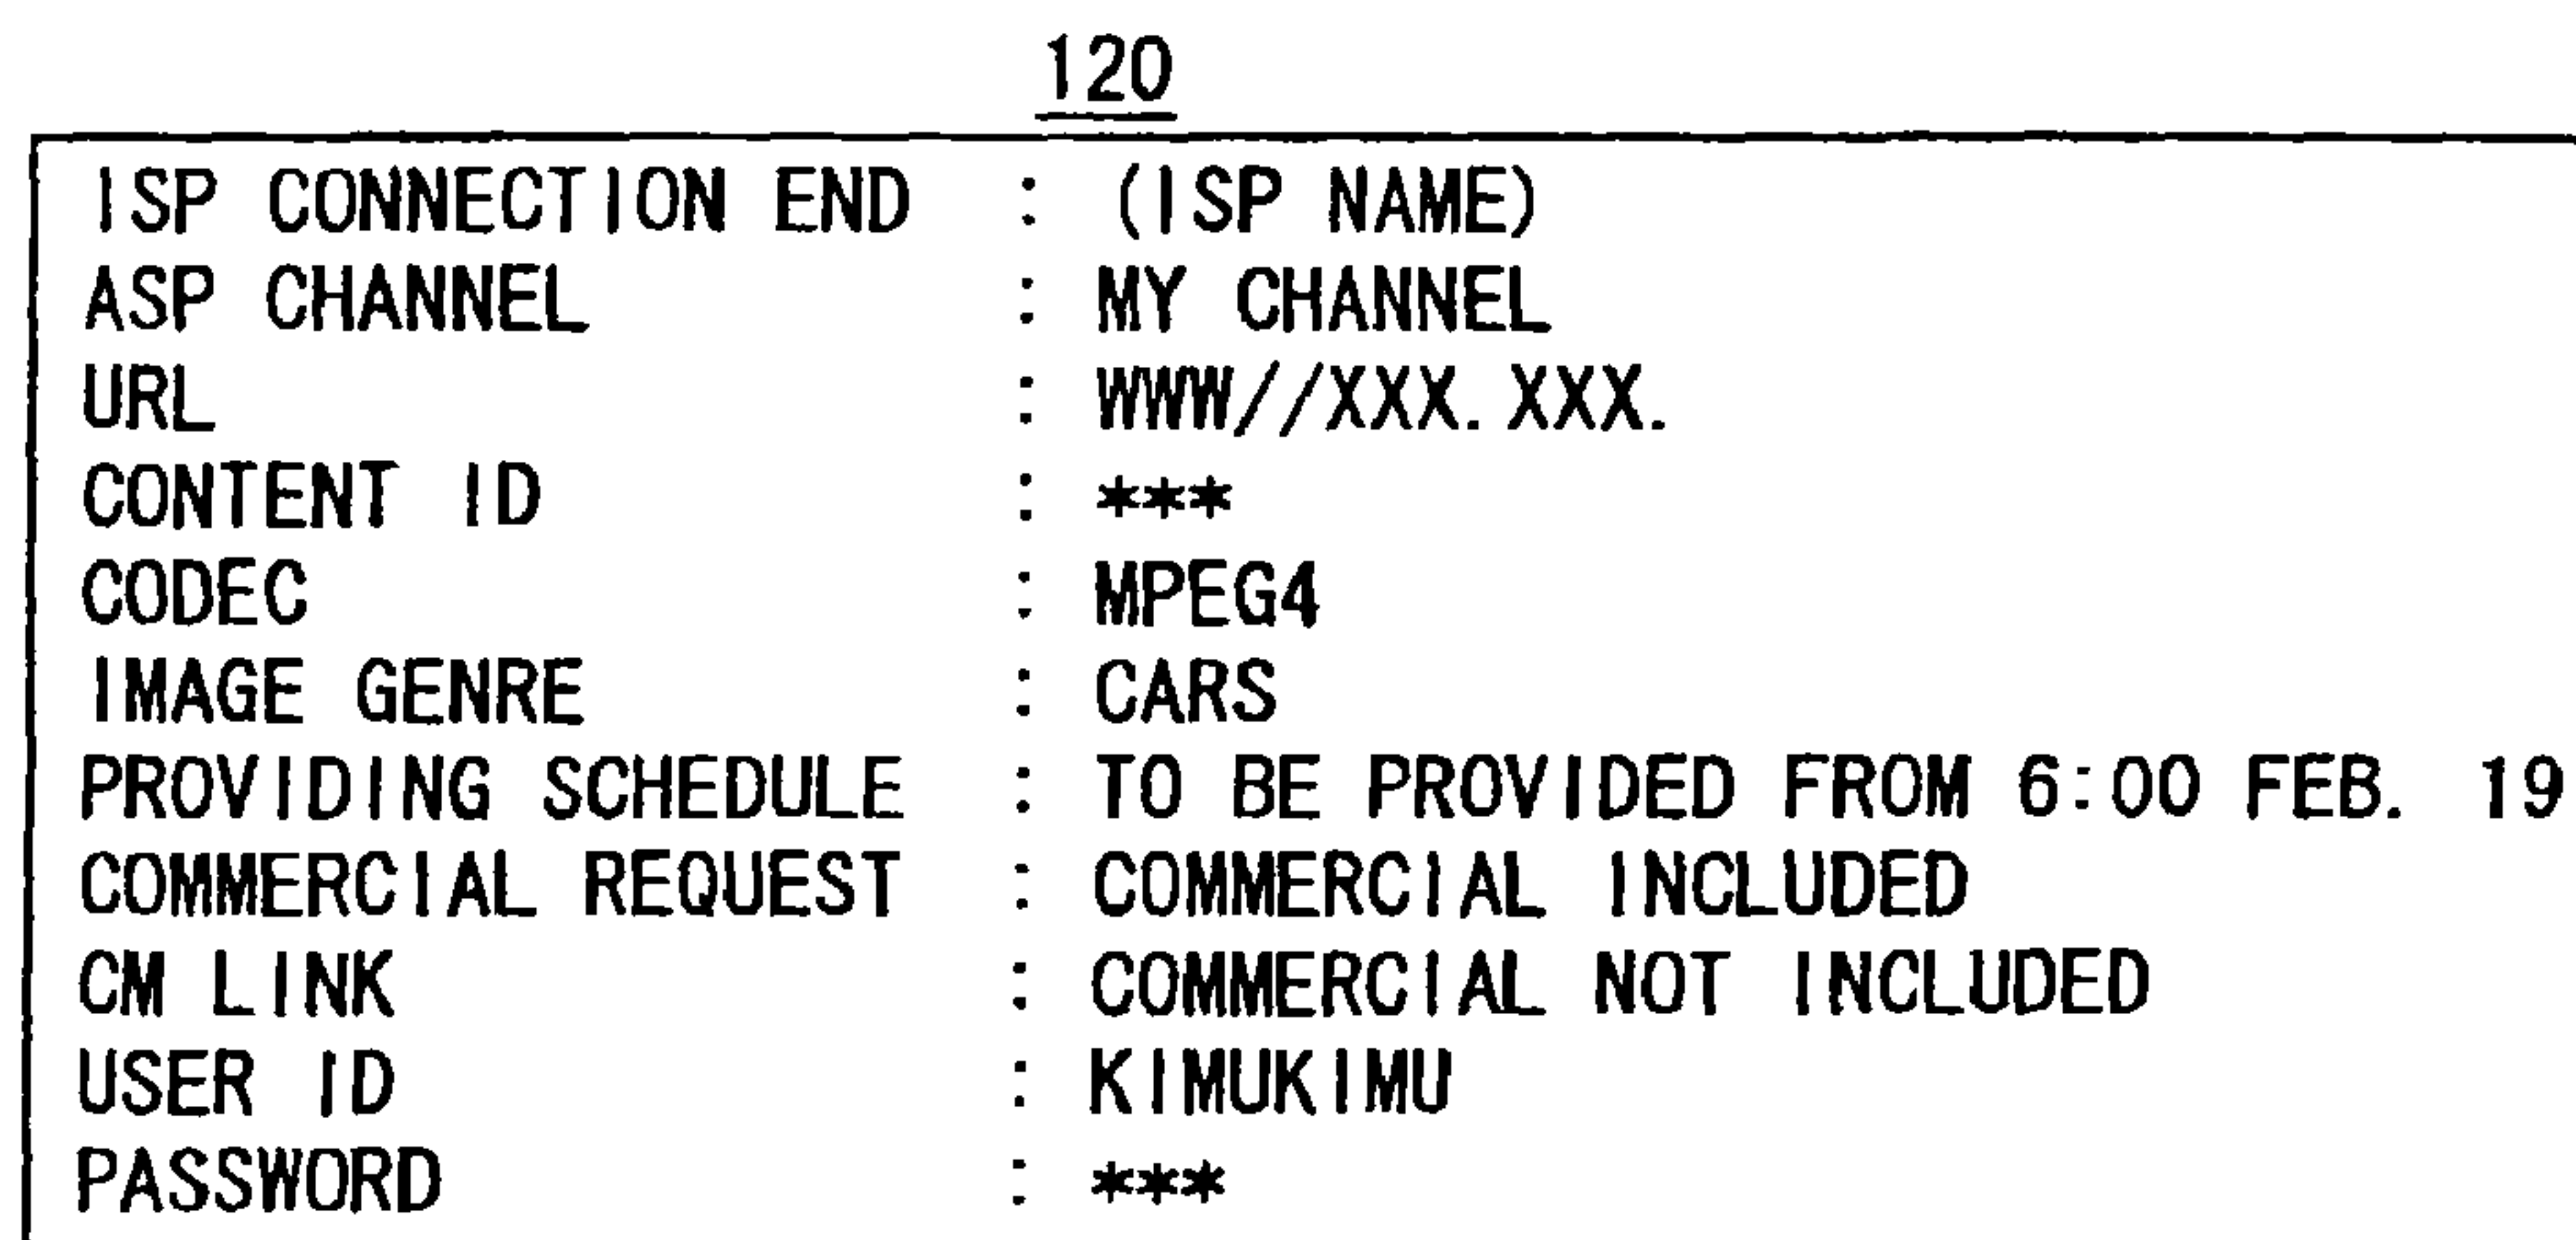 120
ISP CONNECTION END : (ISP NAME)
ASP CHANNEL : MY CHANNEL
URL : WWW//XXX.XXX.
CONTENT ID : ***
CODEC : MPEG4
IMAGE GENRE : CARS
PROVIDING SCHEDULE : TO BE PROVIDED FROM 6:00 FEB. 19
COMMERCIAL REQUEST : COMMERCIAL INCLUDED
CM LINK : COMMERCIAL NOT INCLUDED
USER ID : KIMUKIMU
PASSWORD : ***